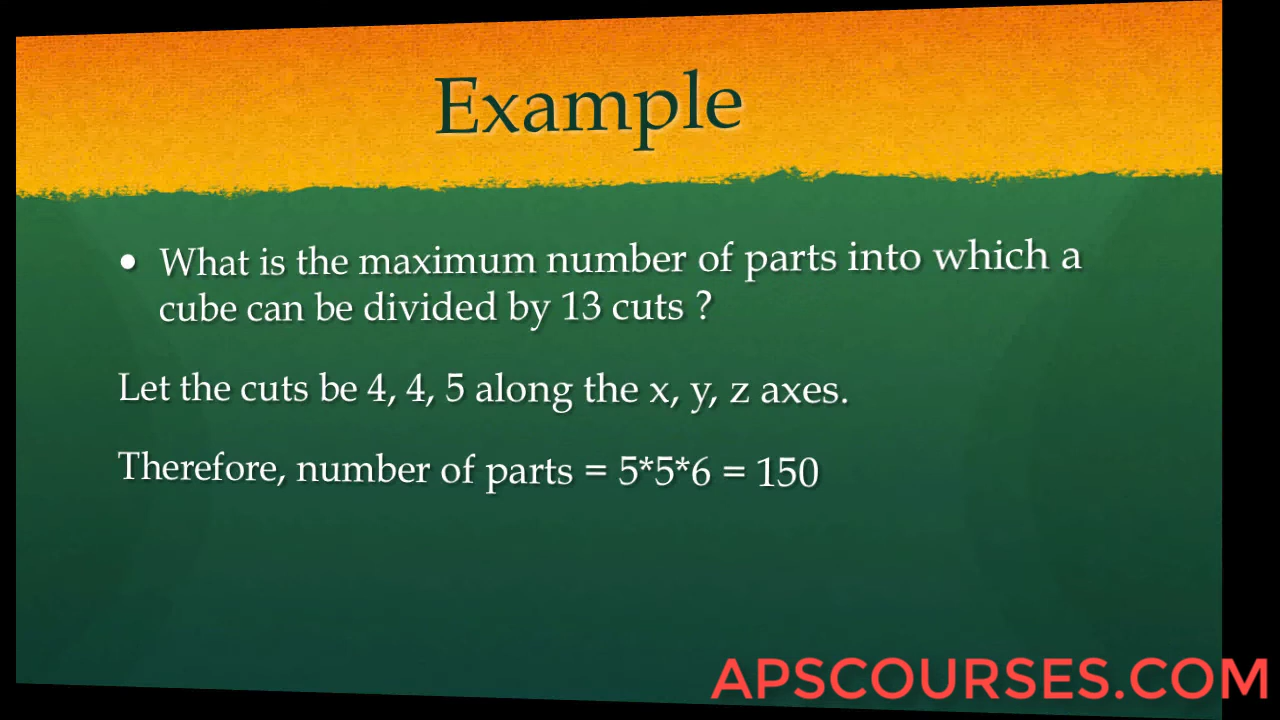 Example
• What is the maximum number of parts into which a
cube can be divided by 13 cuts ?
Let the cuts be 4, 4, 5 along the x, y, z axes.
Therefore, number of parts = 5*5*6 = 150
APSCOURSES.COM